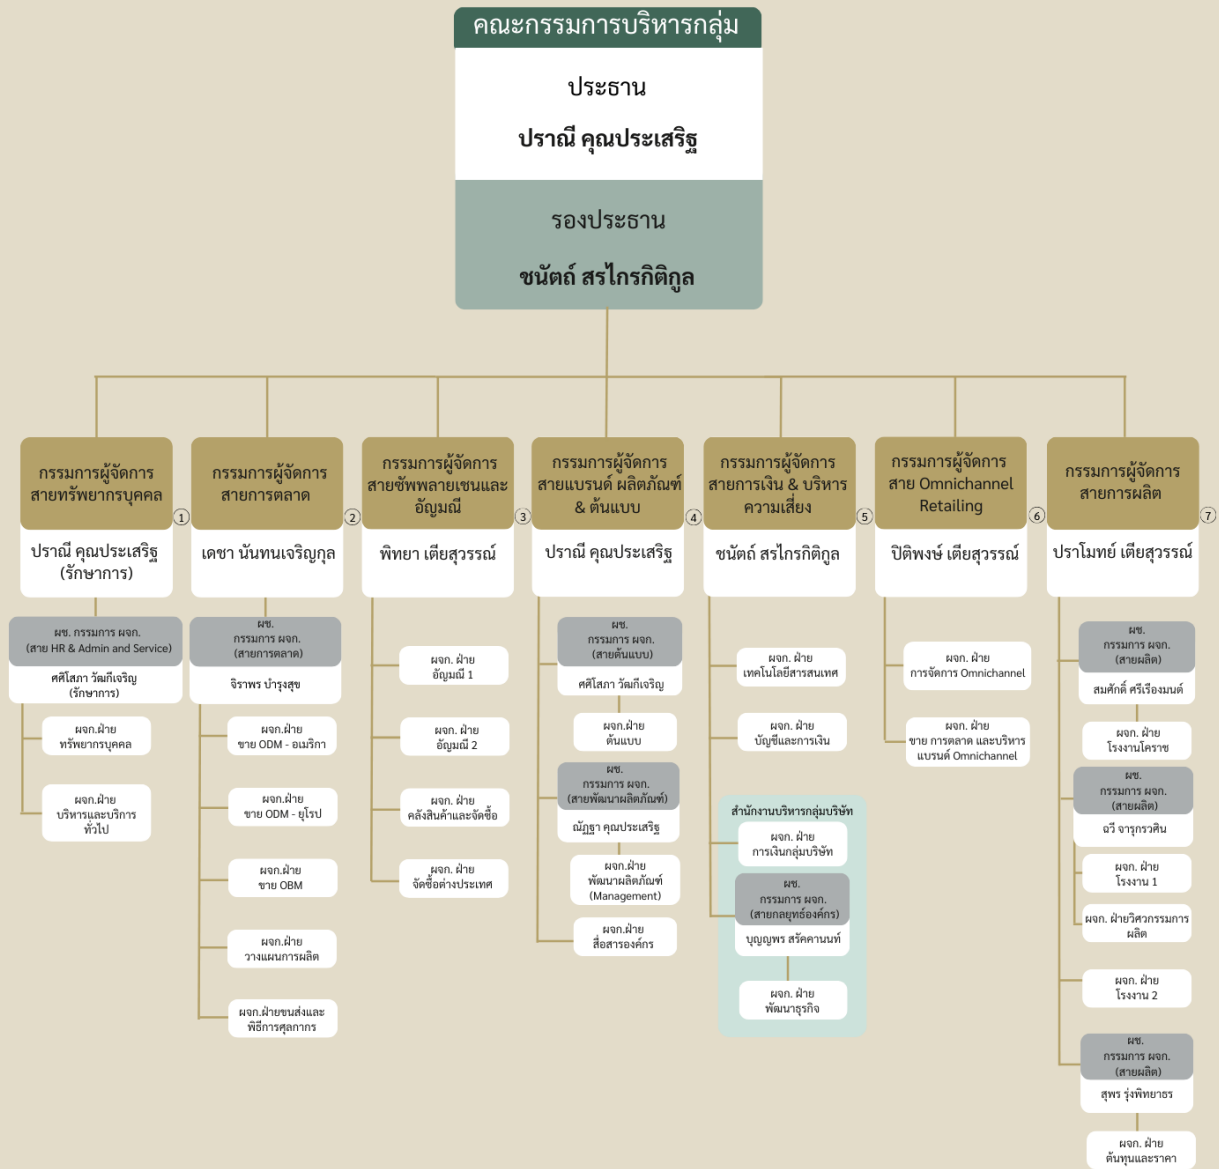 คณะกรรมการบริหารกลุ่ม
ประธาน
ปราณี คุณประเสริฐ
รองประธาน
ชนัตถ์ สรไกรกิติกูล
กรรมการผู้จัดการ
สายทรัพยากรบุคคล
1
ปราณี คุณประเสริฐ
(รักษาการ)
ผช. กรรมการ ผจก.
(สาย HR & Admin and Service)
ศศิโสภา วัฒกีเจริญ
(รักษาการ)
ผจก.ฝ่าย
ทรัพยากรบุคคล
ผจก.ฝ่าย
บริหารและบริการ
ทั่วไป
กรรมการผู้จัดการ
สายการตลาด
2
เดชา นันทนเจริญกุล
ผช.
กรรมการ ผจก.
(สายการตลาด)
จิราพร บำรุงสุข
ผจก.ฝ่าย
ขาย ODM - อเมริกา
ผจก.ฝ่าย
ขาย ODM - ยุโรป
ผจก.ฝ่าย
ขาย OBM
ผจก.ฝ่าย
วางแผนการผลิต
ผจก.ฝ่ายขนส่งและ
พิธีการศุลกากร
กรรมการผู้จัดการ
สายซัพพลายเชนและ
อัญมณี
3
พิทยา เตียสุวรรณ์
ผจก. ฝ่าย
อัญมณี 1
ผจก. ฝ่าย
อัญมณี 2
ผจก. ฝ่าย
คลังสินค้าและจัดซื้อ
ผจก. ฝ่าย
จัดซื้อต่างประเทศ
กรรมการผู้จัดการ
สายแบรนด์ ผลิตภัณฑ์
& ต้นแบบ
4
ปราณี คุณประเสริฐ
ผช.
กรรมการ ผจก.
(สายต้นแบบ)
ศศิโสภา วัฒกีเจริญ
ผจก.ฝ่าย
ต้นแบบ
ผช.
กรรมการ ผจก.
(สายพัฒนาผลิตภัณฑ์)
ณัฏฐา คุณประเสริฐ
ผจก.ฝ่าย
พัฒนาผลิตภัณฑ์
(Management)
ผจก.ฝ่าย
สื่อสารองค์กร
กรรมการผู้จัดการ
สายการเงิน & บริหาร
ความเสี่ยง
5
ชนัตถ์ สรไกรกิติกูล
ผจก. ฝ่าย
เทคโนโลยีสารสนเทศ
ผจก. ฝ่าย
บัญชีและการเงิน
สำนักงานบริหารกลุ่มบริษัท
ผจก. ฝ่าย
การเงินกลุ่มบริษัท
ผช.
กรรมการ ผจก.
(สายกลยุทธ์องค์กร)
บุญญพร สรัคคานนท์
ผจก. ฝ่าย
พัฒนาธุรกิจ
กรรมการผู้จัดการ
สาย Omnichannel
Retailing
6
ปิติพงษ์ เตียสุวรรณ์
ผจก. ฝ่าย
การจัดการ Omnichannel
ผจก. ฝ่าย
ขาย การตลาด และบริหาร
แบรนด์ Omnichannel
กรรมการผู้จัดการ
สายการผลิต
7
ปราโมทย์ เตียสุวรรณ์
ผช.
กรรมการ ผจก.
(สายผลิต)
สมศักดิ์ ศรีเรืองมนต์
ผจก. ฝ่าย
โรงงานโคราช
ผช.
กรรมการ ผจก.
(สายผลิต)
ฉวี จารุกรวศิน
ผจก. ฝ่าย
โรงงาน 1
ผจก. ฝ่ายวิศวกรรมการ
ผลิต
ผจก. ฝ่าย
โรงงาน 2
ผช.
กรรมการ ผจก.
(สายผลิต)
สุพร รุ่งพิทยาธร
ผจก. ฝ่าย
ต้นทุนและราคา